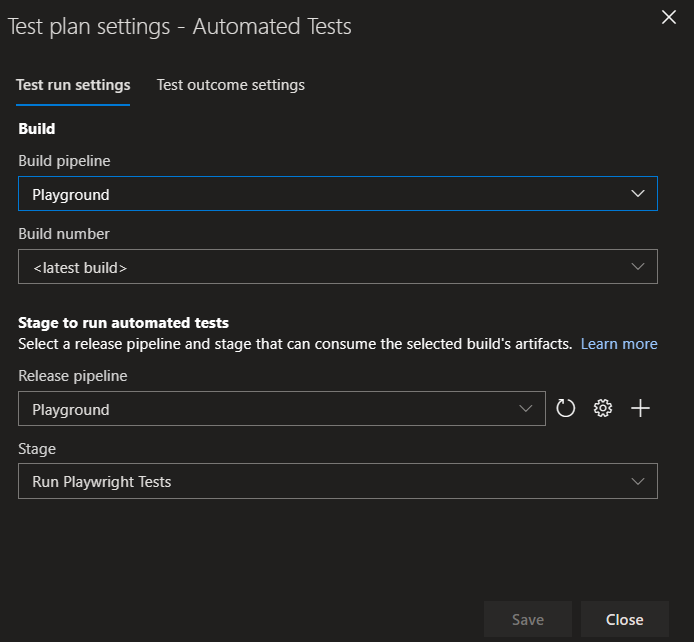 Test plan settings - Automated Tests
Test run settings Test outcome settings
Build
Build pipeline
Playground
Build number
<latest build>
Stage to run automated tests
Select a release pipeline and stage that can consume the selected build's artifacts. Learn more
Release pipeline
Playground
Stage
Run Playwright Tests
Save Close